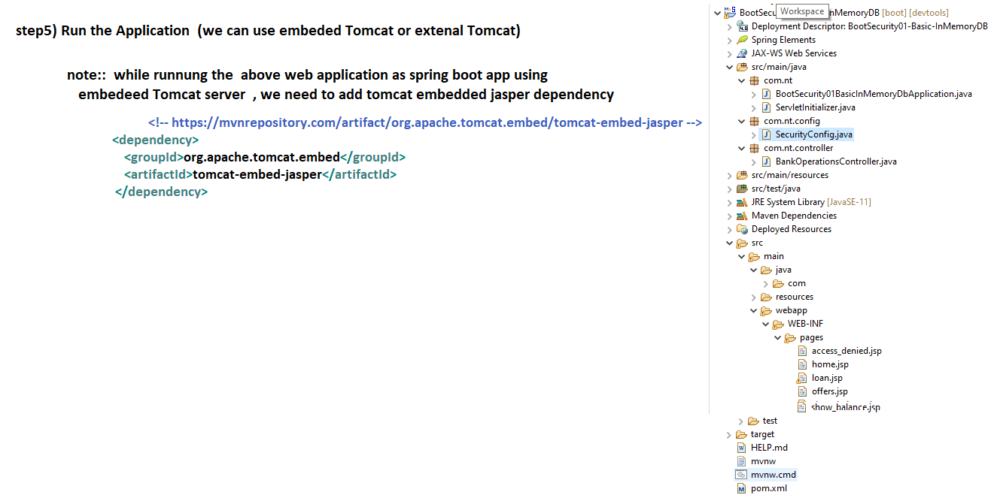 step5) Run the Application (we can use embeded Tomcat or extenal Tomcat)
note:: while runnung the above web application as spring boot app using
embedeed Tomcat server , we need to add tomcat embedded jasper dependency
<!-- https://mvnrepository.com/artifact/org.apache.tomcat.embed/tomcat-embed-jasper -->
<dependency>
<groupId>org.apache.tomcat.embed</groupId>
<artifactId>tomcat-embed-jasper</artifactId>
</dependency>
Workspace
BootSecu nMemoryDB [boot] [devtools]
Deployment Descriptor: BootSecurity01-Basic-InMemoryDB
Spring Elements
JAX-WS Web Services
src/main/java
com.nt
BootSecurity01BasicInMemoryDbApplication.java
ServletInitializer.java
com.nt.config
SecurityConfig.java
com.nt.controller
BankOperationsController.java
src/main/resources
src/test/java
JRE System Library [JavaSE-11]
Maven Dependencies
Deployed Resources
src
main
java
com
resources
webapp
WEB-INF
pages
access_denied.jsp
home.jsp
loan.jsp
offers.jsp
show_balance.jsp
test
target
HELP.md
mvnw
mvnw.cmd
pom.xml